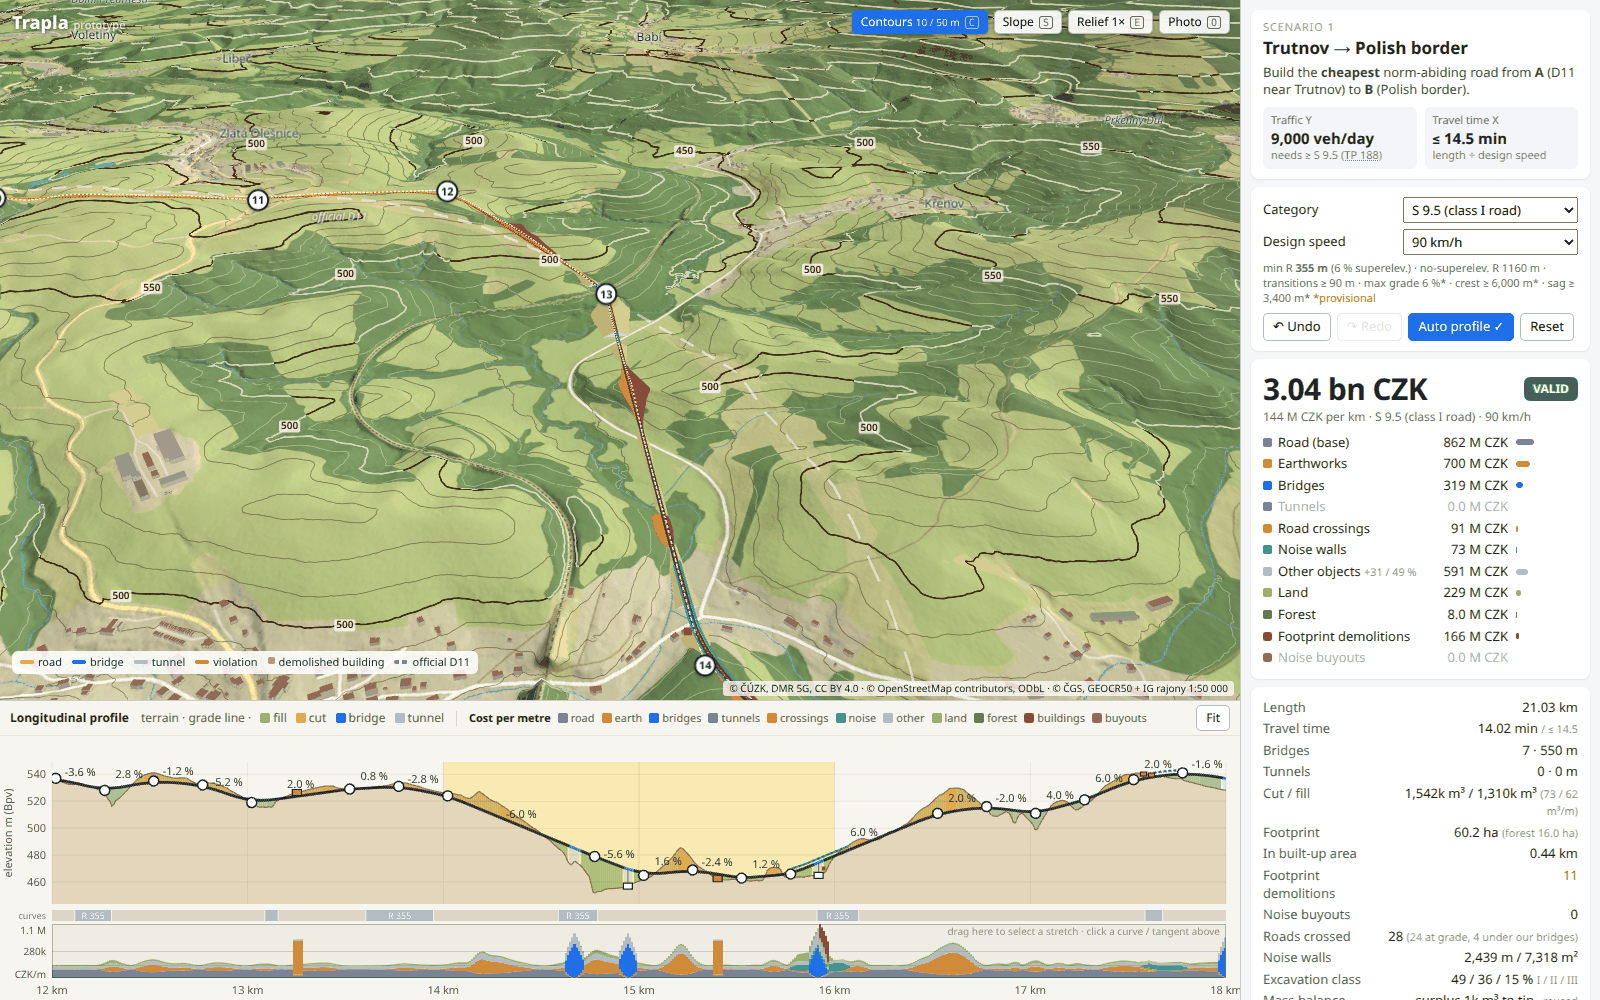 Trapla prototype
Voletiny
Libeč
Babí
Contours 10 / 50 m C
Slope S
Relief 1× E
Photo 0
Zlatá Olešnice
500
500
450
500
550
Prkenný Důl
Křenov
11
12
official D11
500
500
500
550
550
550
13
500
500
500
500
500
14
road
bridge
tunnel
violation
demolished building
official D11
© ČÚZK, DMR 5G, CC BY 4.0 · © OpenStreetMap contributors, ODbL · © ČGS, GEOCR50 + IG rajony 1:50 000
SCENARIO 1
Trutnov → Polish border
Build the cheapest norm-abiding road from A (D11
near Trutnov) to B (Polish border).
Traffic Y
9,000 veh/day
needs ≥ S 9.5 (TP 188)
Travel time X
≤ 14.5 min
length ÷ design speed
Category
S 9.5 (class I road)
Design speed
90 km/h
min R 355 m (6 % superelev.) · no-superelev. R 1160 m ·
transitions ≥ 90 m · max grade 6 %* · crest ≥ 6,000 m* · sag ≥
3,400 m* *provisional
↶ Undo
↷ Redo
Auto profile ✓
Reset
3.04 bn CZK
VALID
144 M CZK per km · S 9.5 (class I road) · 90 km/h
Road (base) 862 M CZK
Earthworks 700 M CZK
Bridges 319 M CZK
Tunnels 0.0 M CZK
Road crossings 91 M CZK
Noise walls 73 M CZK
Other objects +31 / 49 % 591 M CZK
Land 229 M CZK
Forest 8.0 M CZK
Footprint demolitions 166 M CZK
Noise buyouts 0.0 M CZK
Length 21.03 km
Travel time 14.02 min / ≤ 14.5
Bridges 7 · 550 m
Tunnels 0 · 0 m
Cut / fill 1,542k m³ / 1,310k m³ (73 / 62
m³/m)
Footprint 60.2 ha (forest 16.0 ha)
In built-up area 0.44 km
Footprint 11
demolitions
Noise buyouts 0
Roads crossed 28 (24 at grade, 4 under our bridges)
Noise walls 2,439 m / 7,318 m²
Excavation class 49 / 36 / 15 % I / II / III
Longitudinal profile terrain · grade line · fill cut bridge tunnel
Cost per metre road earth bridges tunnels crossings noise other land forest buildings buyouts
Fit
elevation m (Bpv)
540
520
500
480
460
-3.6 %
2.8 %
-1.2 %
-5.2 %
2.0 %
0.8 %
-2.8 %
-6.0 %
-5.6 %
1.6 %
-2.4 %
1.2 %
6.0 %
2.0 %
-2.0 %
4.0 %
6.0 %
2.0 %
-1.6 %
curves
R 355
R 355
R 355
R 355
1.1 M
280k
CZK/m
drag here to select a stretch · click a curve / tangent above
12 km
13 km
14 km
15 km
16 km
17 km
18 km